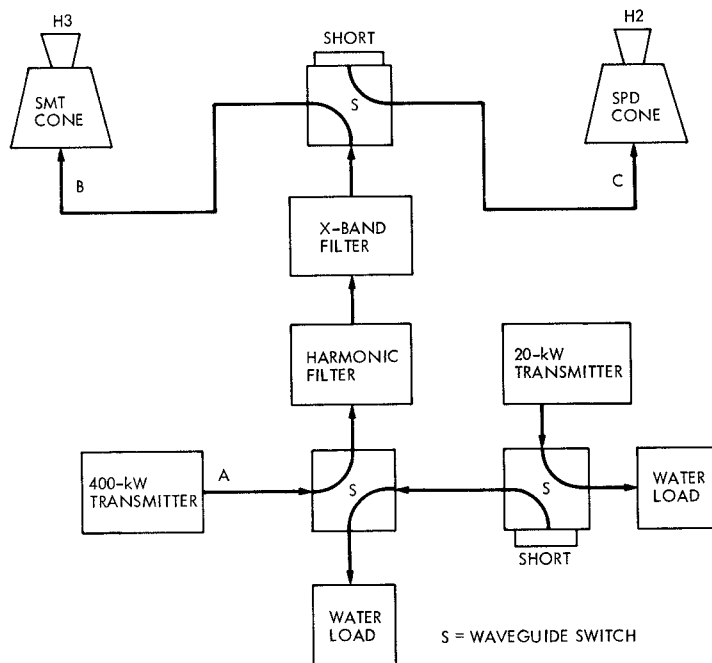 H3
SHORT
H2
SMT
CONE
S
SPD
CONE
B
C
X-BAND
FILTER
HARMONIC
FILTER
20-kW
TRANSMITTER
400-kW
TRANSMITTER
A
S
S
WATER
LOAD
SHORT
WATER
LOAD
S = WAVEGUIDE SWITCH